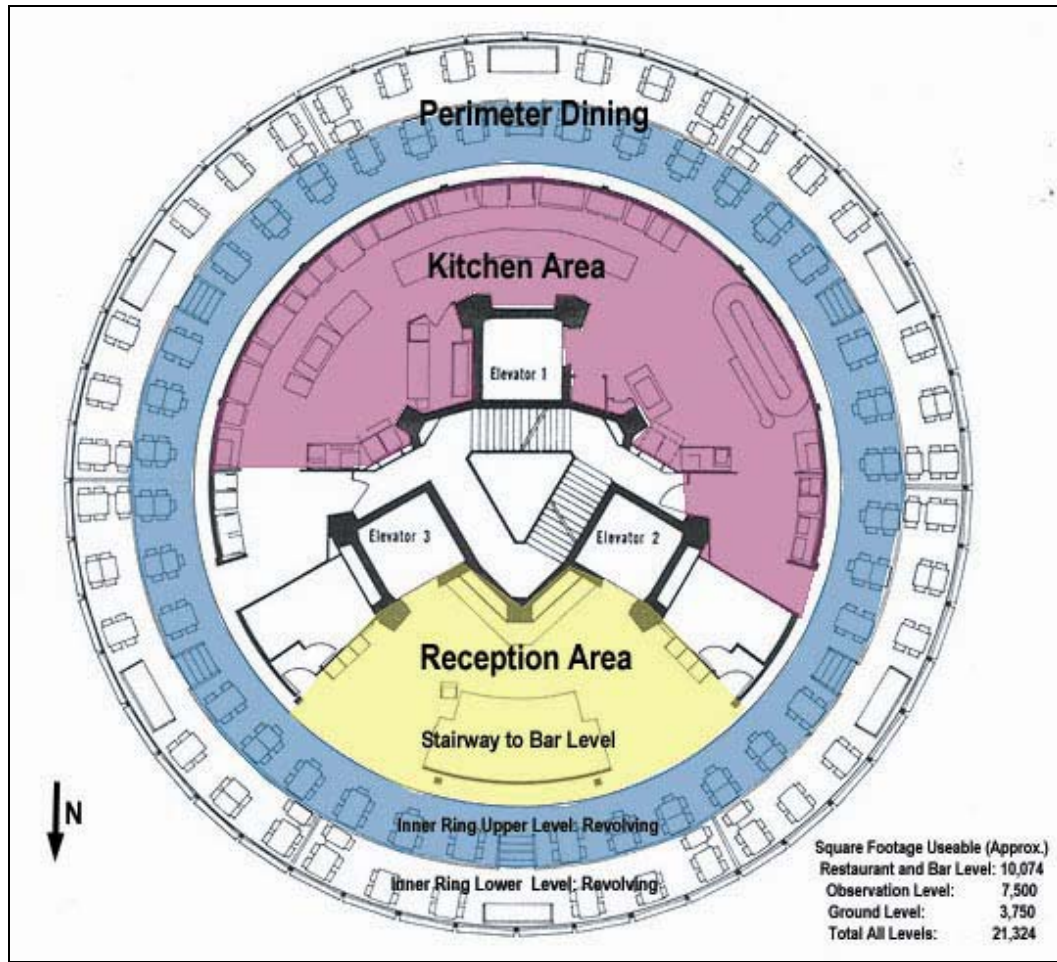 Perimeter Dining
Kitchen Area
Elevator 1
Elevator 3
Elevator 2
Reception Area
Stairway to Bar Level
N
Inner Ring Upper Level: Revolving
Inner Ring Lower Level: Revolving
Square Footage Useable (Approx.)
Restaurant and Bar Level: 10,074
Observation Level: 7,500
Ground Level: 3,750
Total All Levels: 21,324